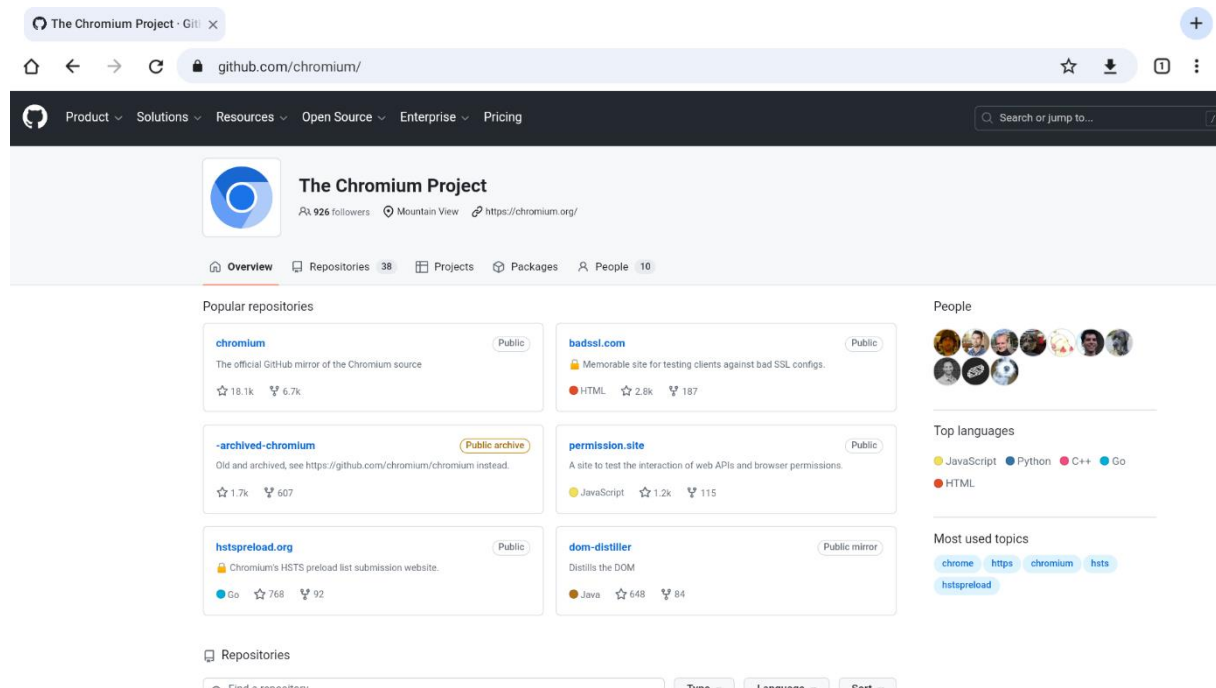 The Chromium Project · Git
github.com/chromium/
1
Product Solutions Resources Open Source Enterprise Pricing
Search or jump to... /
The Chromium Project
926 followers Mountain View https://chromium.org/
Overview Repositories 38 Projects Packages People 10
Popular repositories
chromium Public
The official GitHub mirror of the Chromium source
18.1k 6.7k
badssl.com Public
Memorable site for testing clients against bad SSL configs.
HTML 2.8k 187
-archived-chromium Public archive
Old and archived, see https://github.com/chromium/chromium instead.
1.7k 607
permission.site Public
A site to test the interaction of web APIs and browser permissions.
JavaScript 1.2k 115
hstspreload.org Public
Chromium's HSTS preload list submission website.
Go 768 92
dom-distiller Public mirror
Distills the DOM
Java 648 84
People
Top languages
JavaScript Python C++ Go
HTML
Most used topics
chrome https chromium hsts
hstspreload
Repositories
Find a repository Type Language Sort